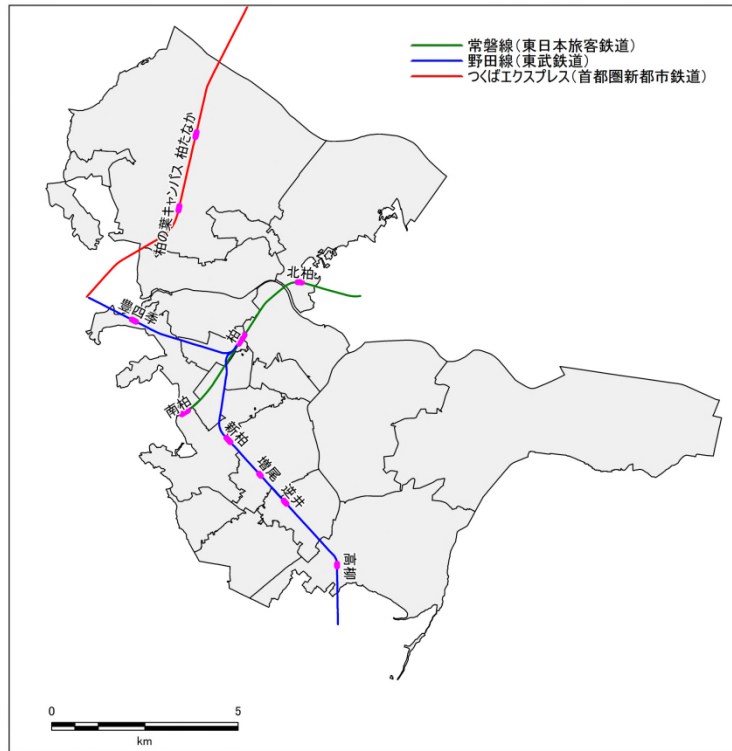 常磐線(東日本旅客鉄道)
野田線(東武鉄道)
つくばエクスプレス(首都圏新都市鉄道)
柏たなか
柏の葉キャンパス
北柏
豊四季
柏
南柏
新柏
増尾
逆井
高柳
0
5
km